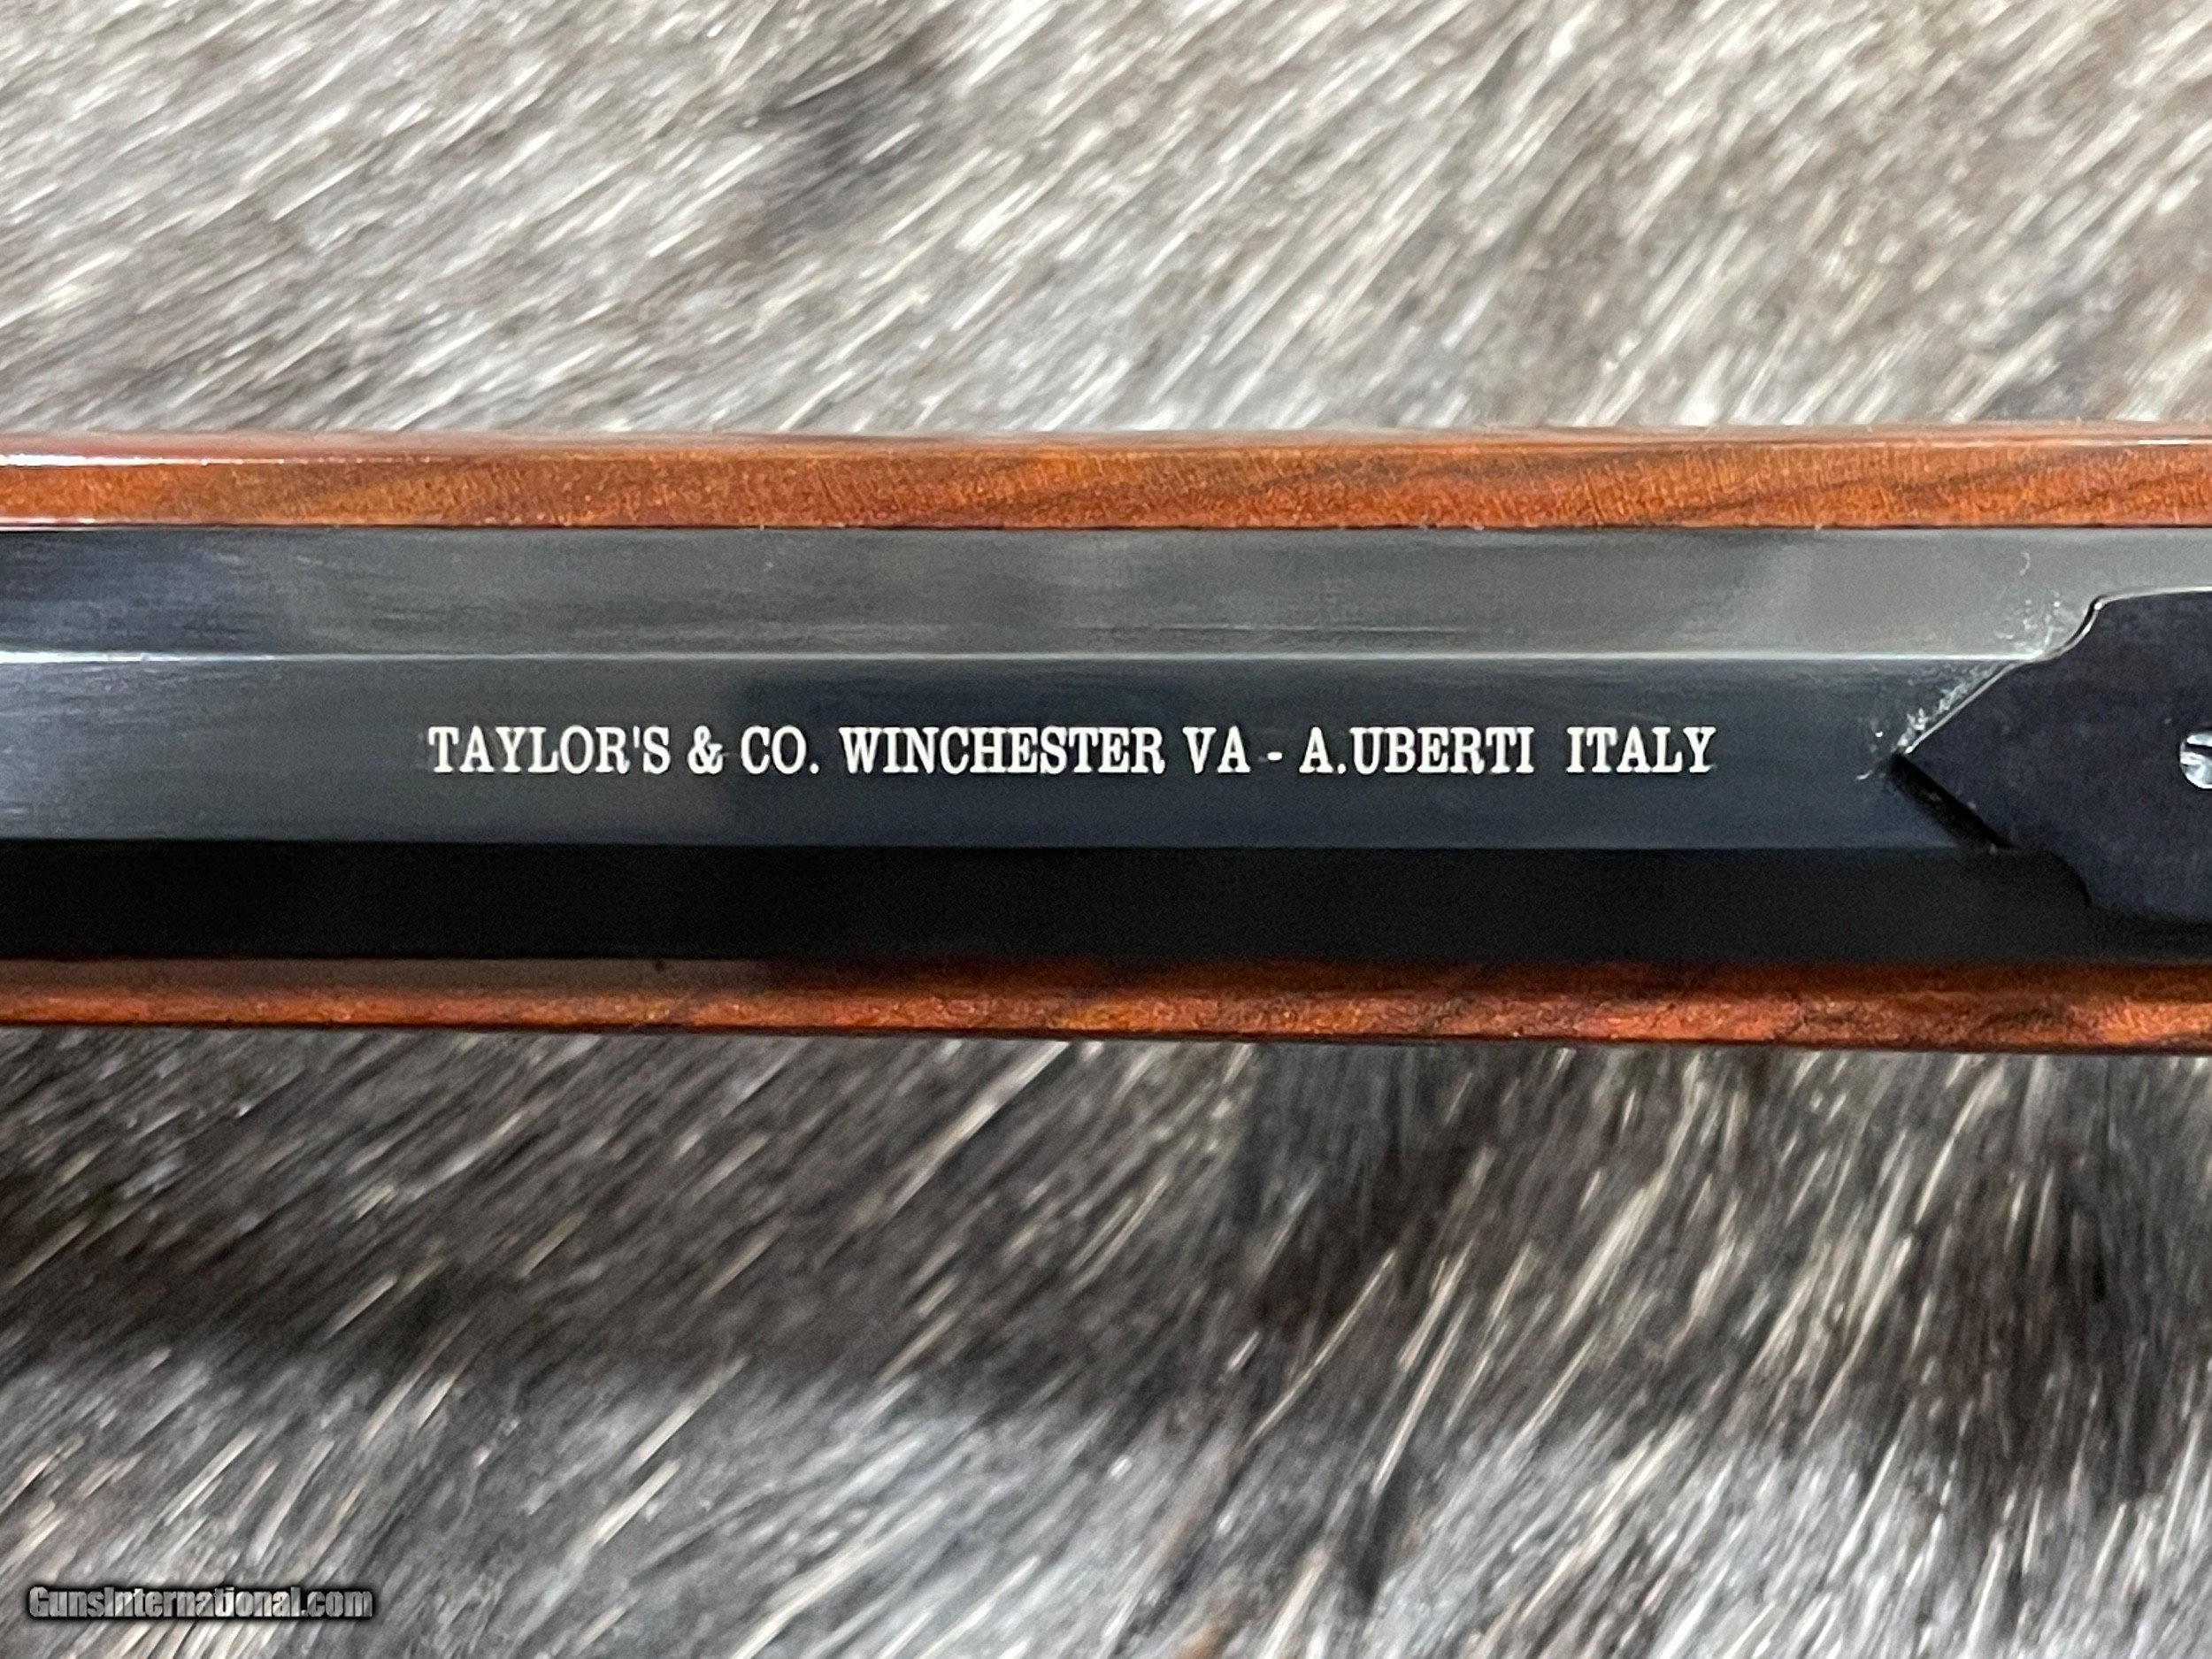 TAYLOR'S & CO. WINCHESTER VA - A.UBERTI ITALY
GunsInternational.com